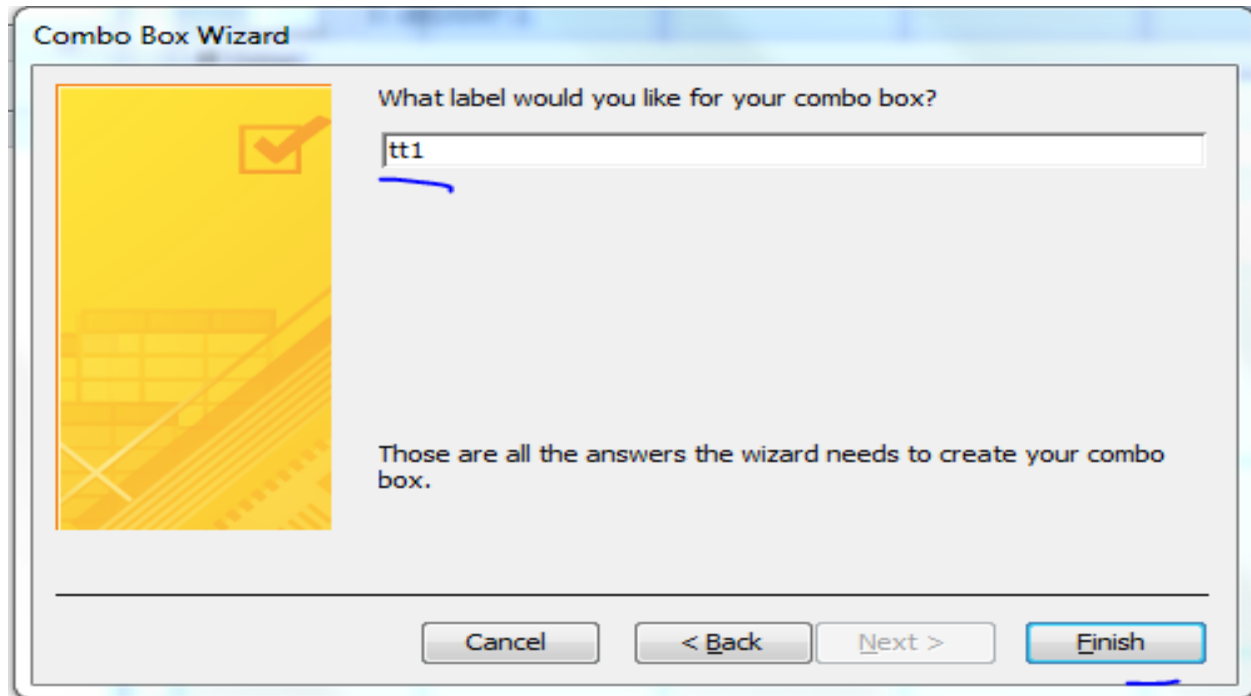 Combo Box Wizard
What label would you like for your combo box?
tt1
Those are all the answers the wizard needs to create your combo
box.
Cancel
< Back
Next >
Finish